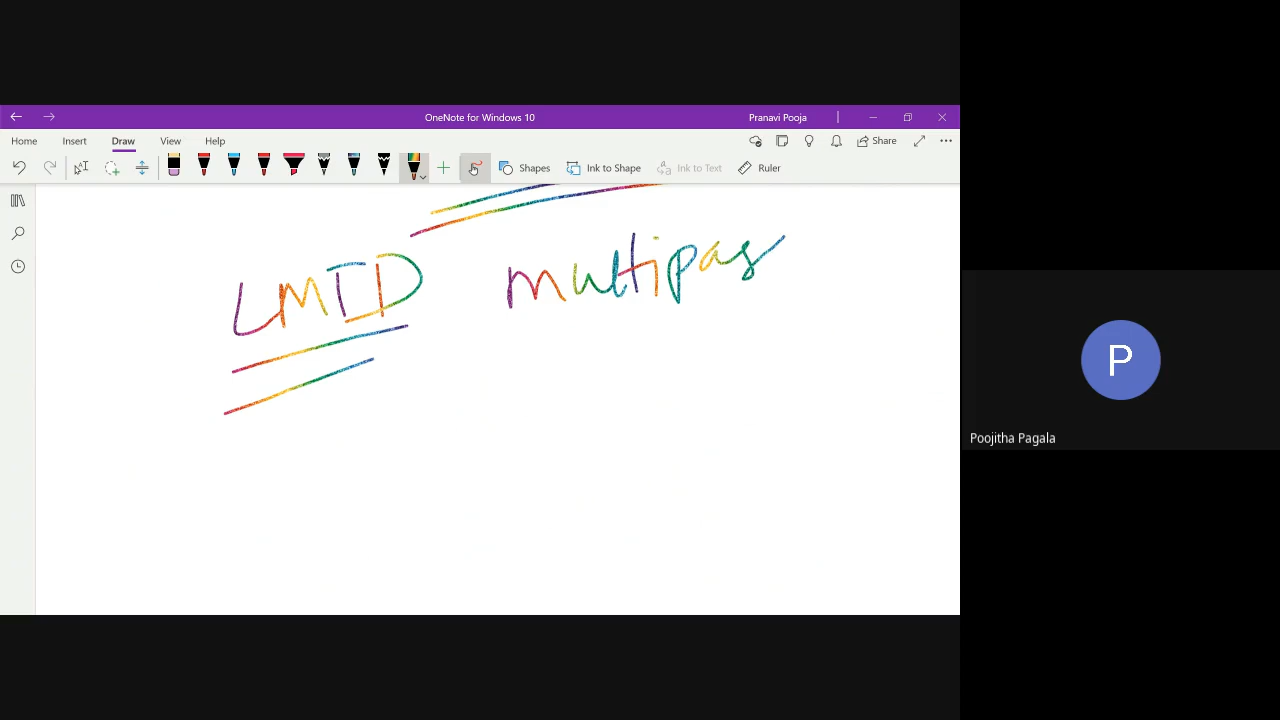 OneNote for Windows 10
Pranavi Pooja
Home Insert Draw View Help
Share
Shapes Ink to Shape Ink to Text Ruler
LMID multipas
P
Poojitha Pagala